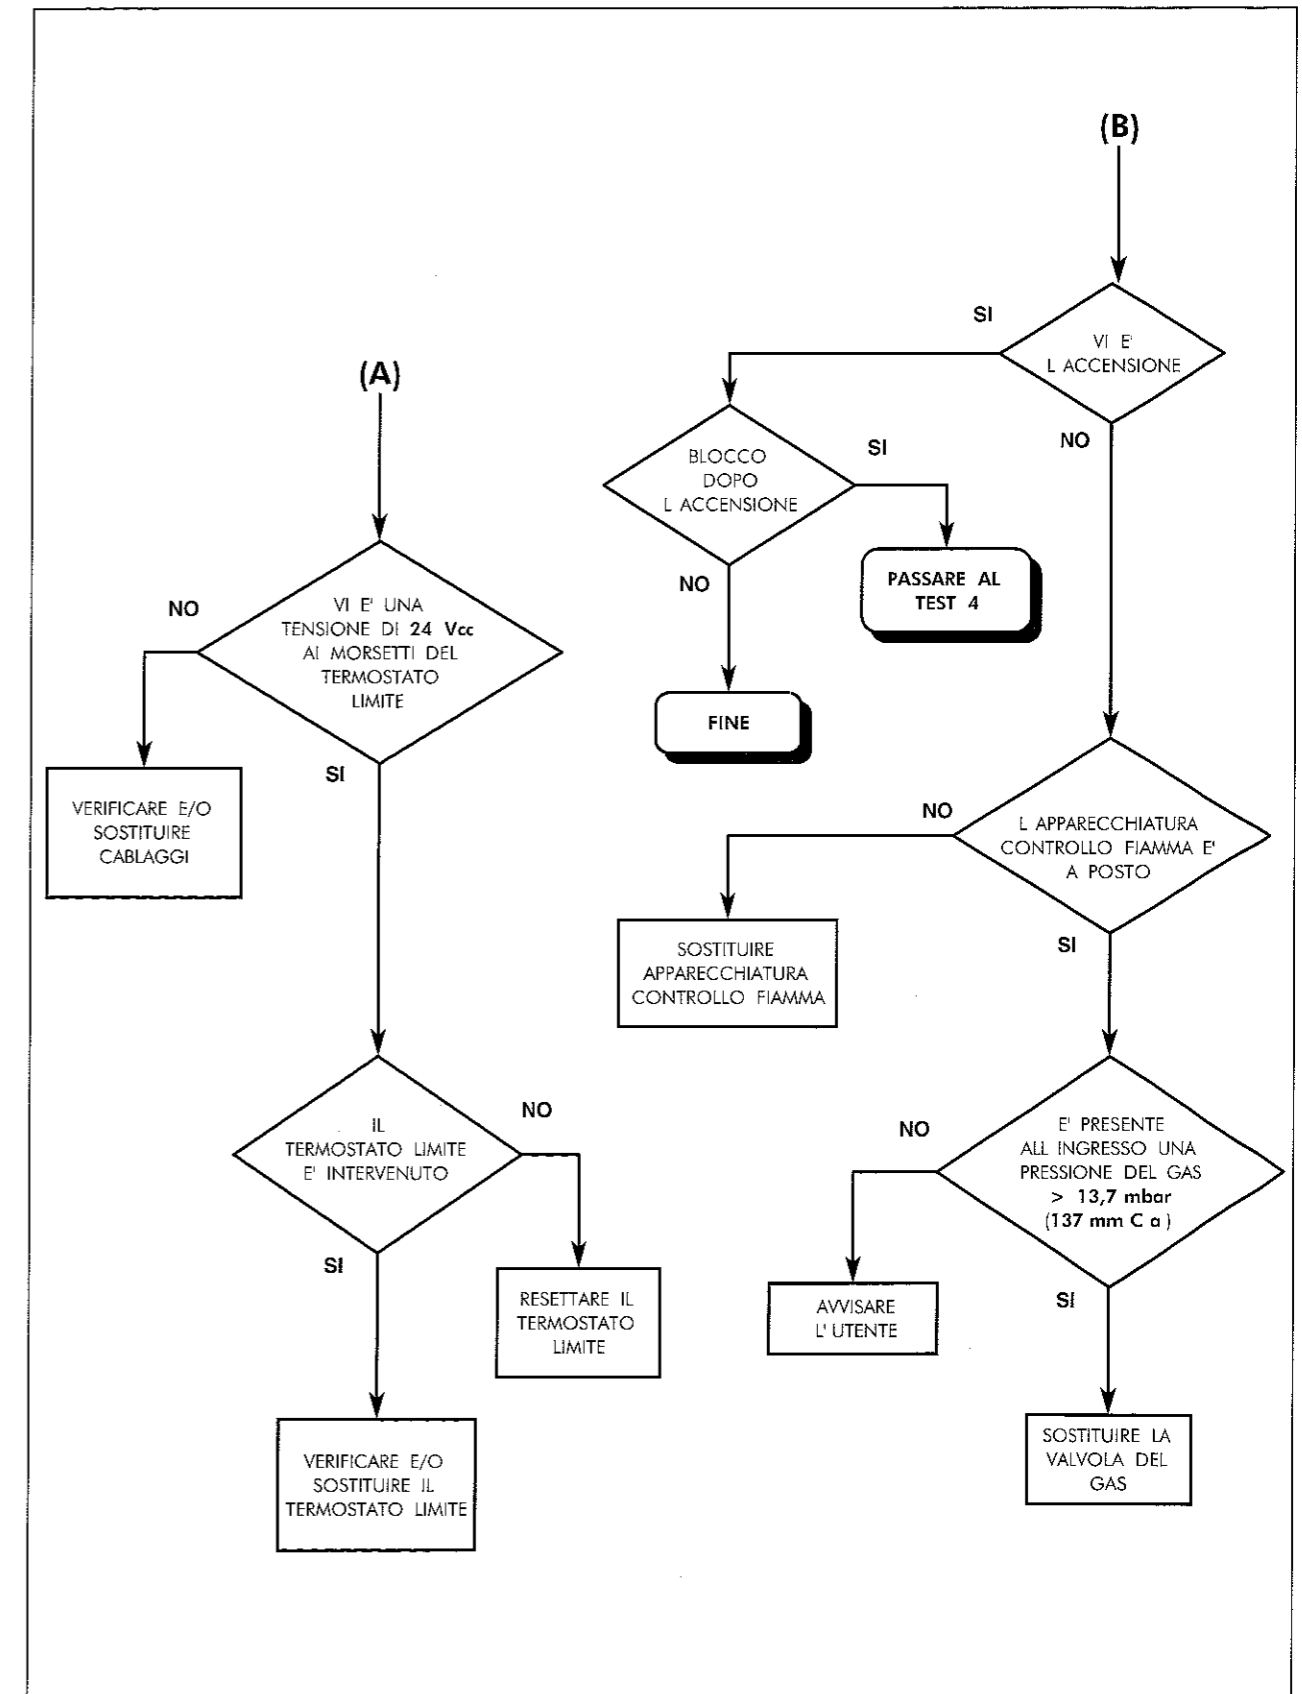 (B)
SI
VI E'
L ACCENSIONE
NO
(A)
BLOCCO
DOPO
L ACCENSIONE
SI
NO
PASSARE AL
TEST 4
FINE
NO
VI E' UNA
TENSIONE DI 24 Vcc
AI MORSETTI DEL
TERMOSTATO
LIMITE
SI
VERIFICARE E/O
SOSTITUIRE
CABLAGGI
NO
L APPARECCHIATURA
CONTROLLO FIAMMA E'
A POSTO
SI
SOSTITUIRE
APPARECCHIATURA
CONTROLLO FIAMMA
IL
TERMOSTATO LIMITE
E' INTERVENUTO
NO
SI
RESETTARE IL
TERMOSTATO
LIMITE
VERIFICARE E/O
SOSTITUIRE IL
TERMOSTATO LIMITE
NO
E' PRESENTE
ALL INGRESSO UNA
PRESSIONE DEL GAS
> 13,7 mbar
(137 mm C a )
SI
AVVISARE
L' UTENTE
SOSTITUIRE LA
VALVOLA DEL
GAS